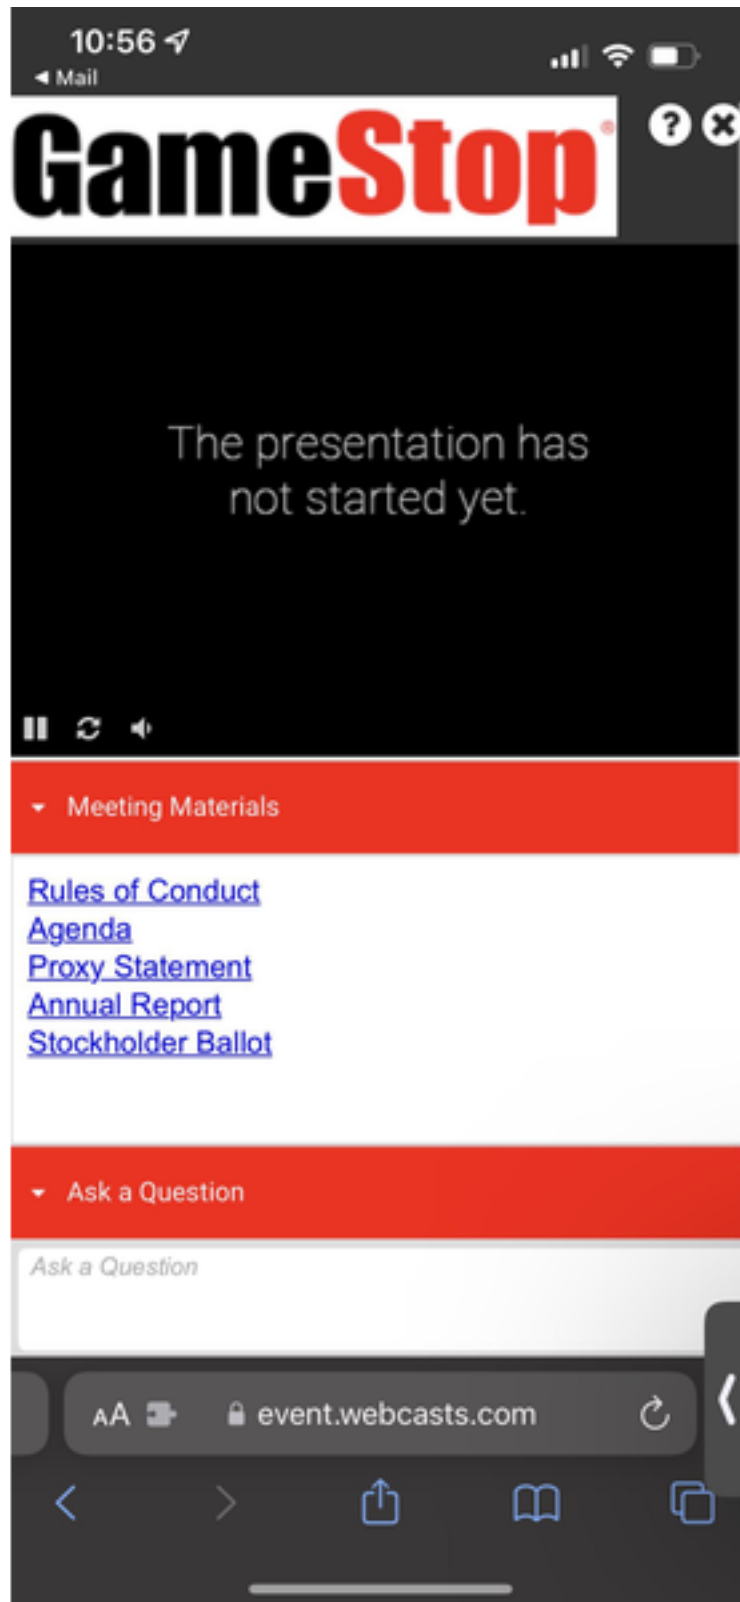 10:56
◀ Mail
GameStop®
?
The presentation has
not started yet.
Meeting Materials
Rules of Conduct
Agenda
Proxy Statement
Annual Report
Stockholder Ballot
Ask a Question
Ask a Question
AA
event.webcasts.com